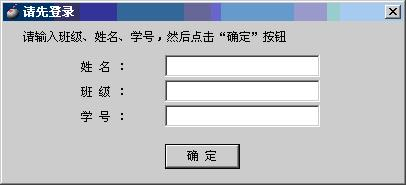 请先登录
请输入班级、姓名、学号，然后点击“确定”按钮
姓 名 ：
班 级 ：
学 号 ：
确 定